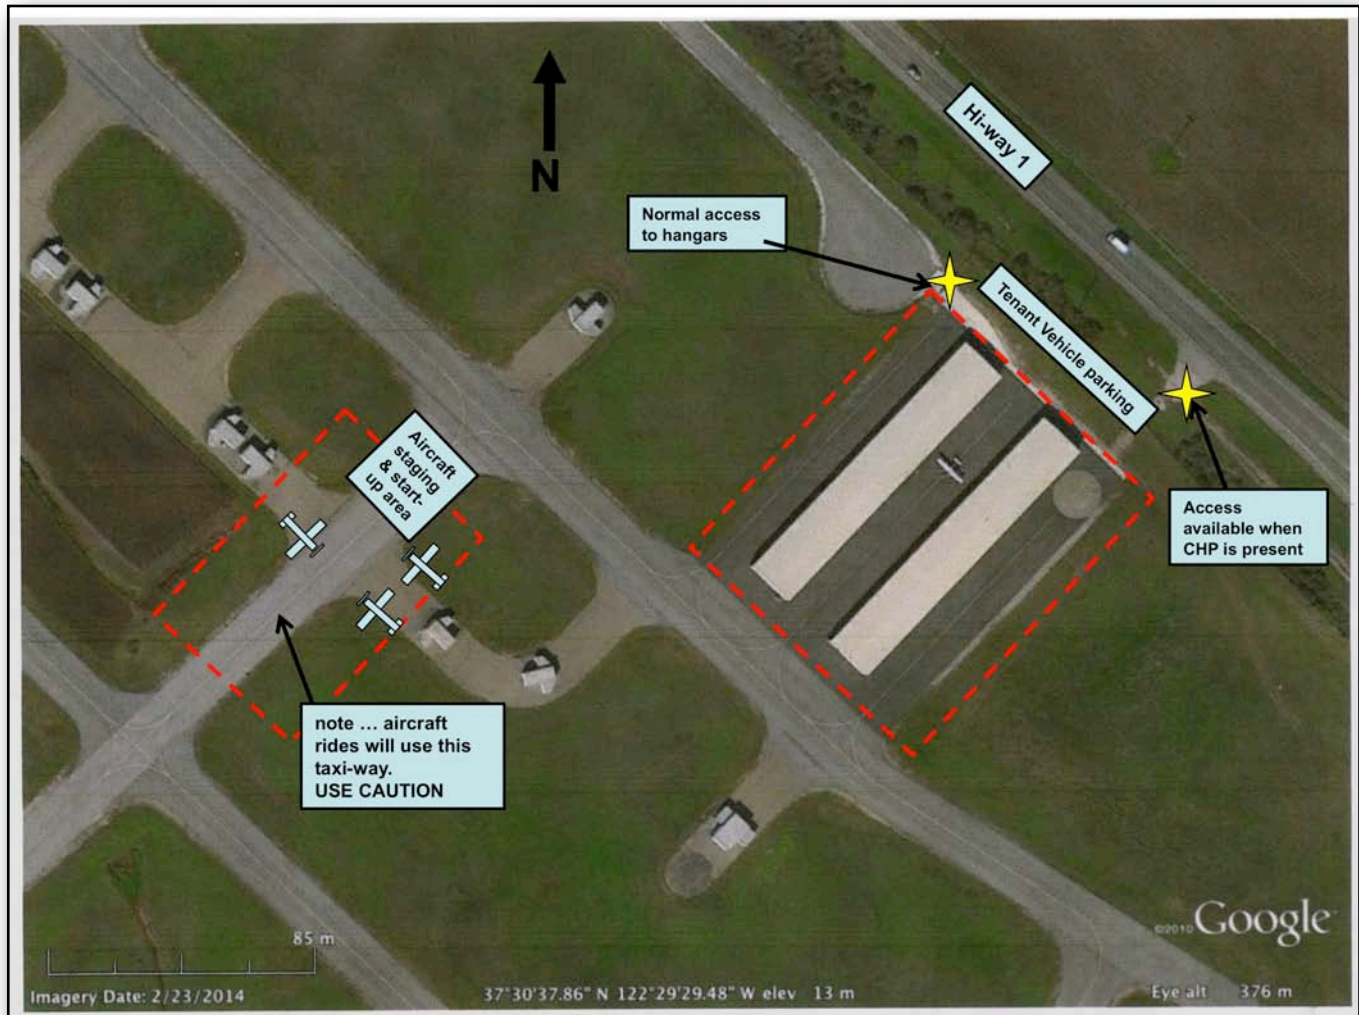 N
Hi-way 1
Normal access
to hangars
Tenant Vehicle parking
Aircraft
staging
& start-
up area
Access
available when
CHP is present
note ... aircraft
rides will use this
taxi-way.
USE CAUTION
85 m
©2010 Google
Imagery Date: 2/23/2014
37°30'37.86" N 122°29'29.48" W elev 13 m
Eye alt 376 m